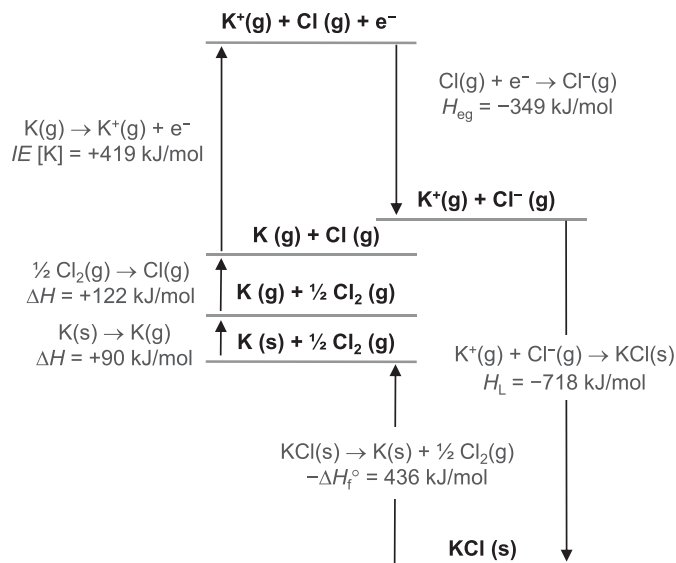 K⁺(g) + Cl (g) + e⁻
Cl(g) + e⁻ → Cl⁻(g)
H_eg = −349 kJ/mol
K(g) → K⁺(g) + e⁻
IE [K] = +419 kJ/mol
K⁺(g) + Cl⁻ (g)
K (g) + Cl (g)
½ Cl₂(g) → Cl(g)
ΔH = +122 kJ/mol
K (g) + ½ Cl₂ (g)
K(s) → K(g)
ΔH = +90 kJ/mol
K (s) + ½ Cl₂ (g)
K⁺(g) + Cl⁻(g) → KCl(s)
H_L = −718 kJ/mol
KCl(s) → K(s) + ½ Cl₂(g)
−ΔH_f° = 436 kJ/mol
KCl (s)